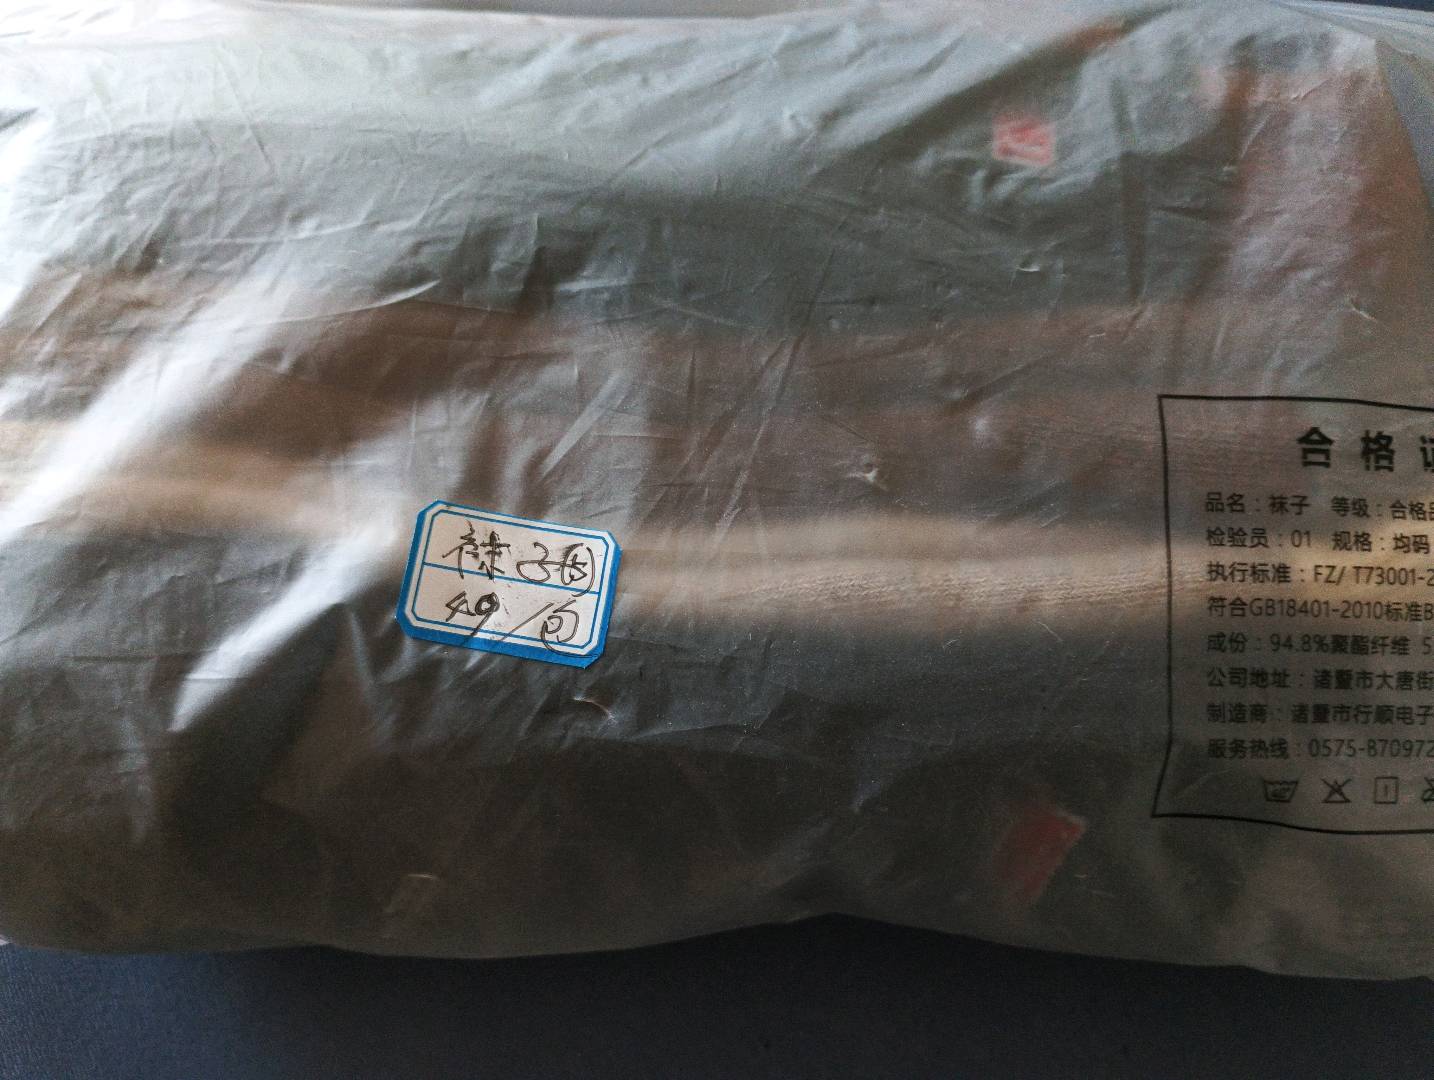 袜子
49/包
合格
品名：袜子 等级：合格
检验员：01 规格：均码
执行标准：FZ/ T73001-2
符合GB18401-2010标准B
成份：94.8%聚酯纤维 5
公司地址：诸暨市大唐街
制造商：诸暨市行顺电子
服务热线：0575-870972